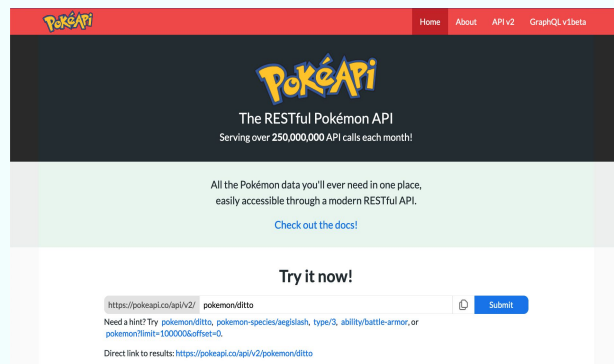 PokéAPi
Home About API v2 GraphQL v1beta
PokéAPi
The RESTful Pokémon API
Serving over 250,000,000 API calls each month!
All the Pokémon data you'll ever need in one place,
easily accessible through a modern RESTful API.
Check out the docs!
Try it now!
https://pokeapi.co/api/v2/ pokemon/ditto Submit
Need a hint? Try pokemon/ditto, pokemon-species/aegislash, type/3, ability/battle-armor, or
pokemon?limit=100000&offset=0.
Direct link to results: https://pokeapi.co/api/v2/pokemon/ditto